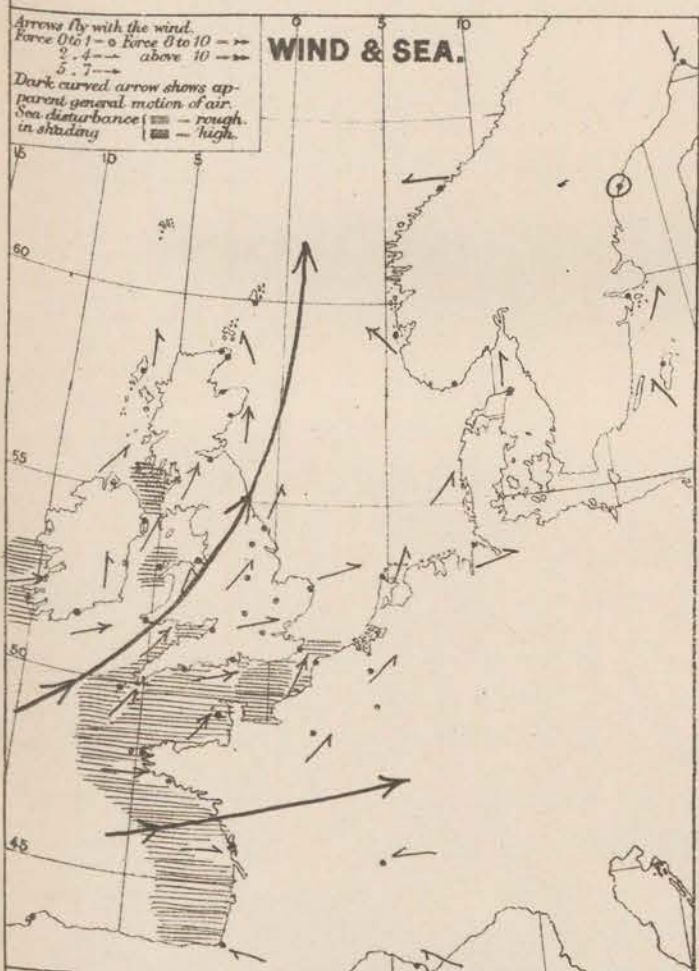 Arrows fly with the wind.
Force 0 to 1 - o Force 8 to 10 - →
2 . 4 - → above 10 - →
5 . 7 - →
Dark curved arrow shows ap-
parent general motion of air.
Sea disturbance { - rough.
in shading - high.
WIND & SEA.
0 5 10
15 10 5
60
55
50
45